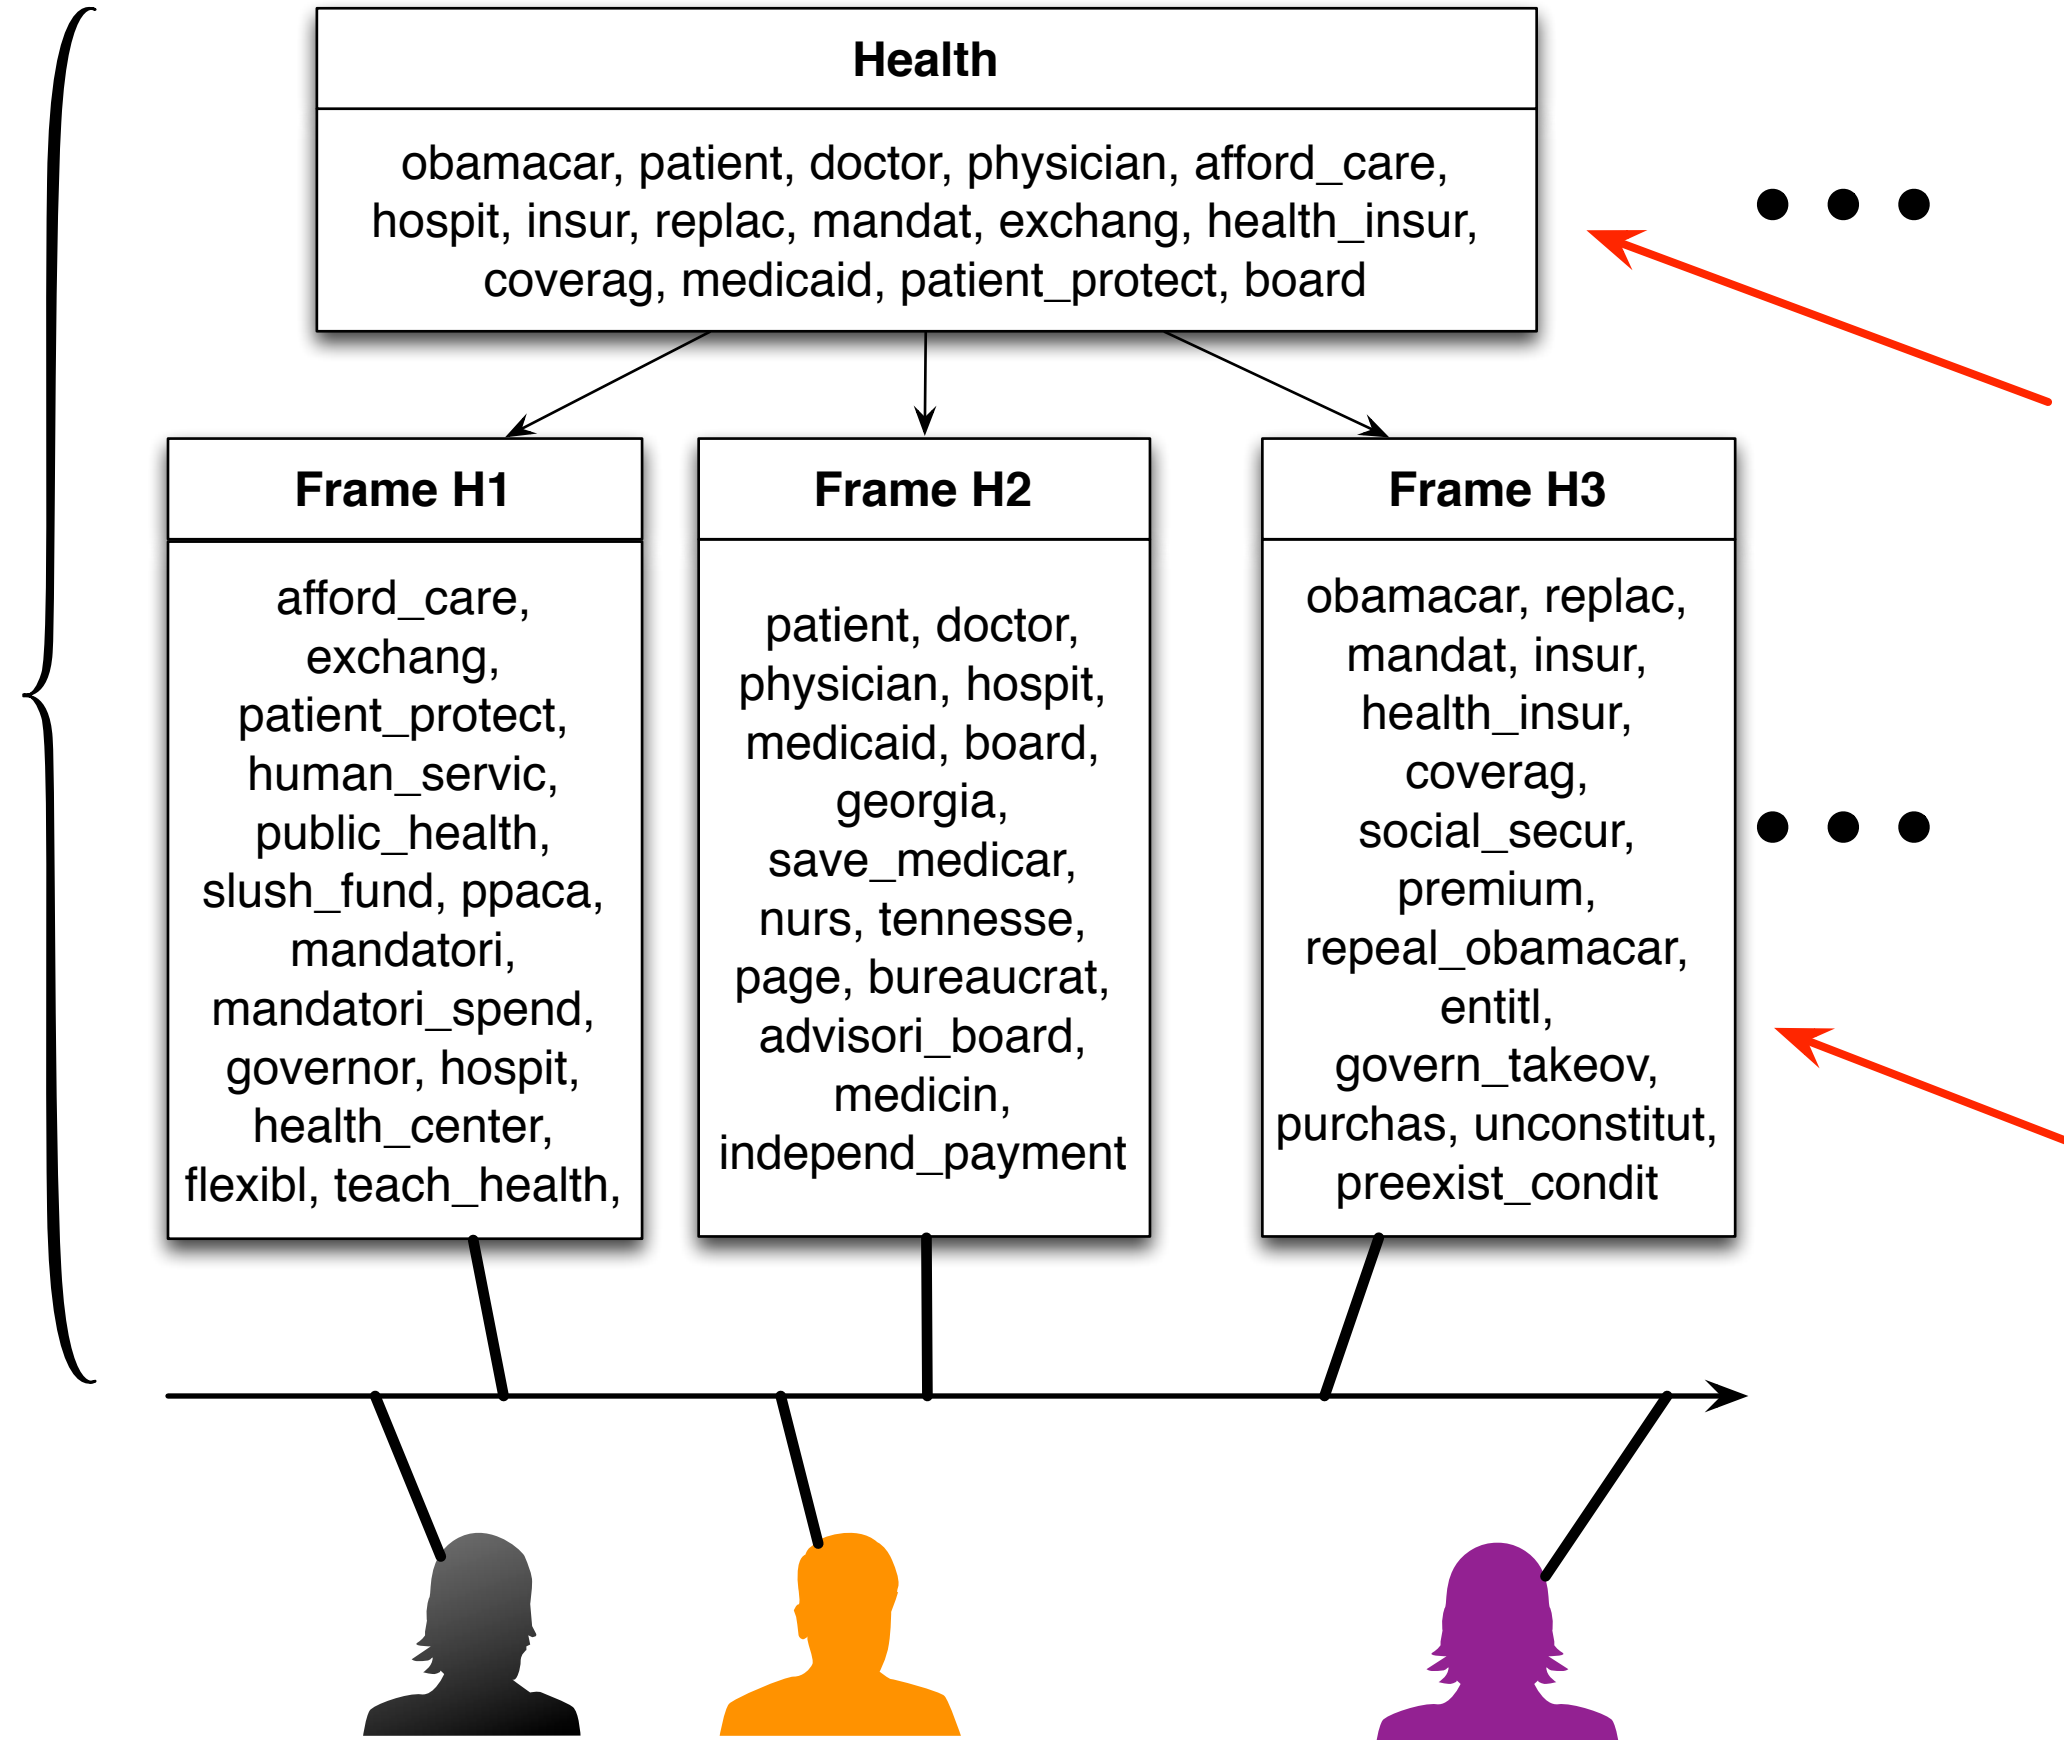 Health
obamacar, patient, doctor, physician, afford_care,
hospit, insur, replac, mandat, exchang, health_insur,
coverag, medicaid, patient_protect, board
Frame H1
afford_care,
exchang,
patient_protect,
human_servic,
public_health,
slush_fund, ppaca,
mandatori,
mandatori_spend,
governor, hospit,
health_center,
flexibl, teach_health,
Frame H2
patient, doctor,
physician, hospit,
medicaid, board,
georgia,
save_medicar,
nurs, tennesse,
page, bureaucrat,
advisori_board,
medicin,
independ_payment
Frame H3
obamacar, replac,
mandat, insur,
health_insur,
coverag,
social_secur,
premium,
repeal_obamacar,
entitl,
govern_takeov,
purchas, unconstitut,
preexist_condit